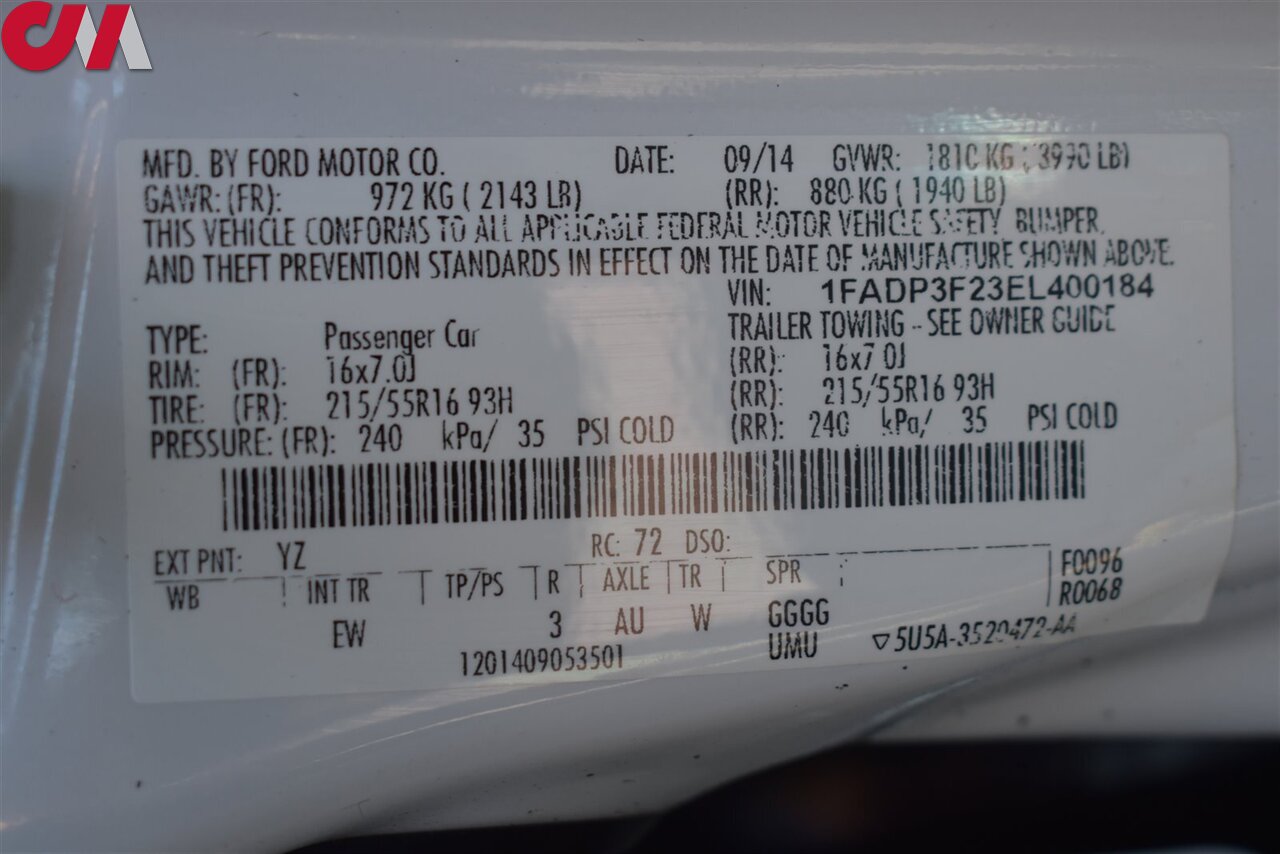 CM
MFD. BY FORD MOTOR CO. DATE: 09/14 GVWR: 1810 KG ( 3990 LB)
GAWR: (FR): 972 KG ( 2143 LB) (RR): 880 KG ( 1940 LB)
THIS VEHICLE CONFORMS TO ALL APPLICABLE FEDERAL MOTOR VEHICLE SAFETY BUMPER,
AND THEFT PREVENTION STANDARDS IN EFFECT ON THE DATE OF MANUFACTURE SHOWN ABOVE.
VIN: 1FADP3F23EL400184
TYPE: Passenger Car TRAILER TOWING - SEE OWNER GUIDE
RIM: (FR): 16x7.0J (RR): 16x7.0J
TIRE: (FR): 215/55R16 93H (RR): 215/55R16 93H
PRESSURE: (FR): 240 kPa/ 35 PSI COLD (RR): 240 kPa/ 35 PSI COLD
EXT PNT: YZ RC: 72 DSO:
WB INT TR TP/PS R AXLE TR SPR F0096
R0068
EW 3 AU W GGGG
UMU ▽5U5A-3520472-AA
1201409053501